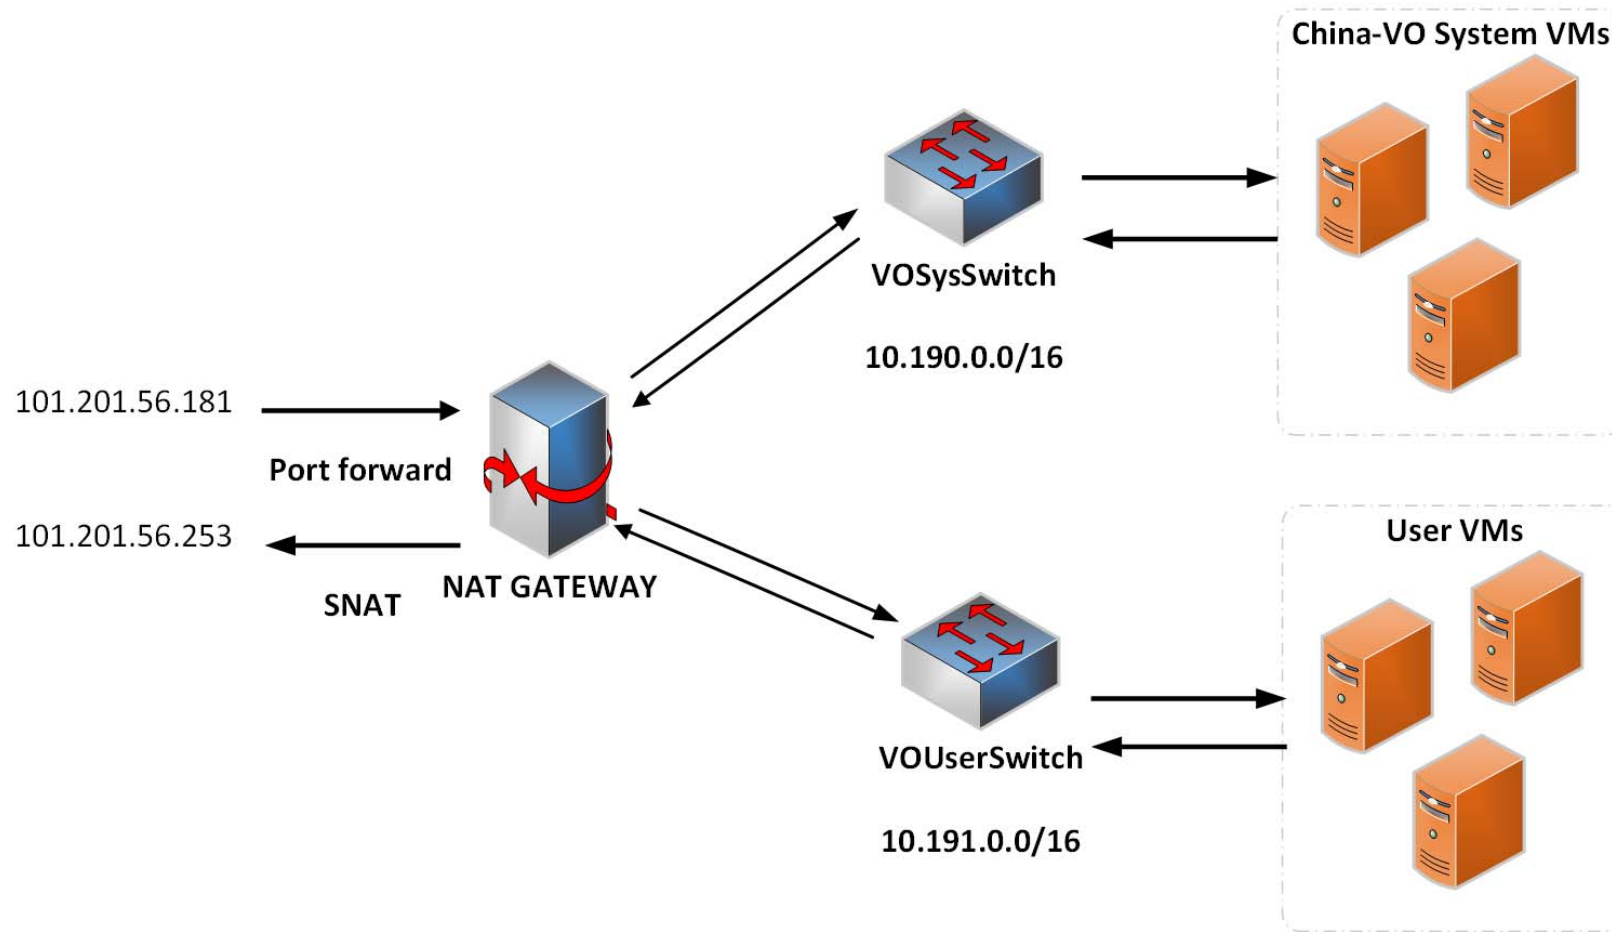 China-VO System VMs
VOSysSwitch
10.190.0.0/16
101.201.56.181
Port forward
101.201.56.253
SNAT
NAT GATEWAY
User VMs
VOUserSwitch
10.191.0.0/16